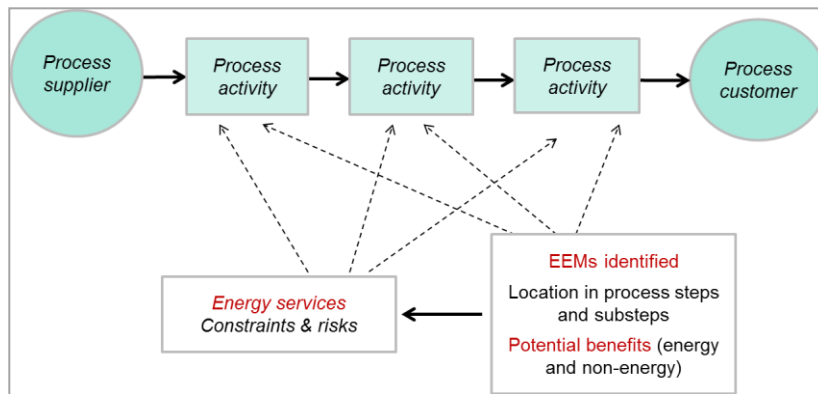 Process
supplier
Process
activity
Process
activity
Process
activity
Process
customer
Energy services
Constraints & risks
EEMs identified
Location in process steps
and substeps
Potential benefits (energy
and non-energy)